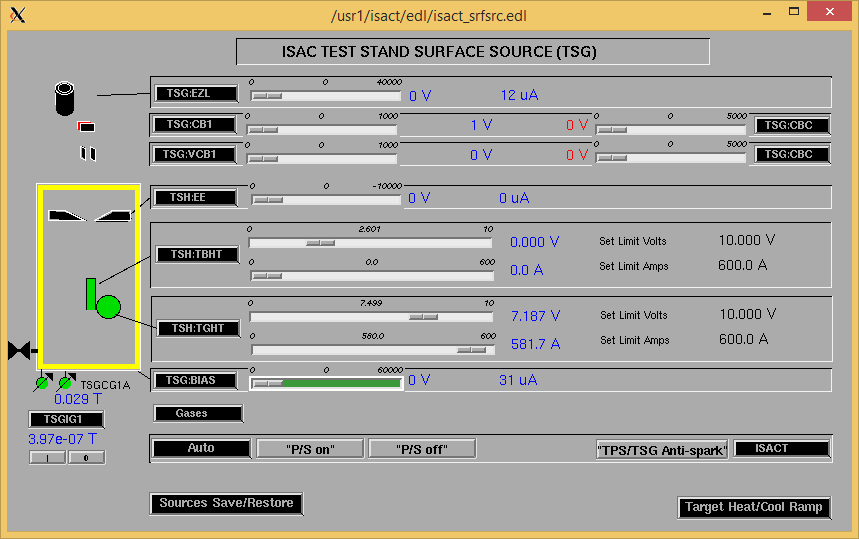 /usr1/isact/edl/isact_srfsrc.edl
ISAC TEST STAND SURFACE SOURCE (TSG)
0 0 40000
TSG:EZL 0 V 12 uA
0 1000 0 5000
TSG:CB1 1 V 0 V TSG:CBC
0 1000 0 5000
TSG:VCB1 0 V 0 V TSG:CBC
0 0 -10000
TSH:EE 0 V 0 uA
0 2.601 10
0.000 V Set Limit Volts 10.000 V
TSH:TBHT
0 0.0 600
0.0 A Set Limit Amps 600.0 A
0 7.499 10
7.187 V Set Limit Volts 10.000 V
TSH:TGHT
0 580.0 600
581.7 A Set Limit Amps 600.0 A
0 0 60000
TSG:BIAS 0 V 31 uA
TSGCG1A
0.029 T
Gases
TSGIG1
3.97e-07 T
I 0
Auto "P/S on" "P/S off" "TPS/TSG Anti-spark" ISACT
Sources Save/Restore
Target Heat/Cool Ramp